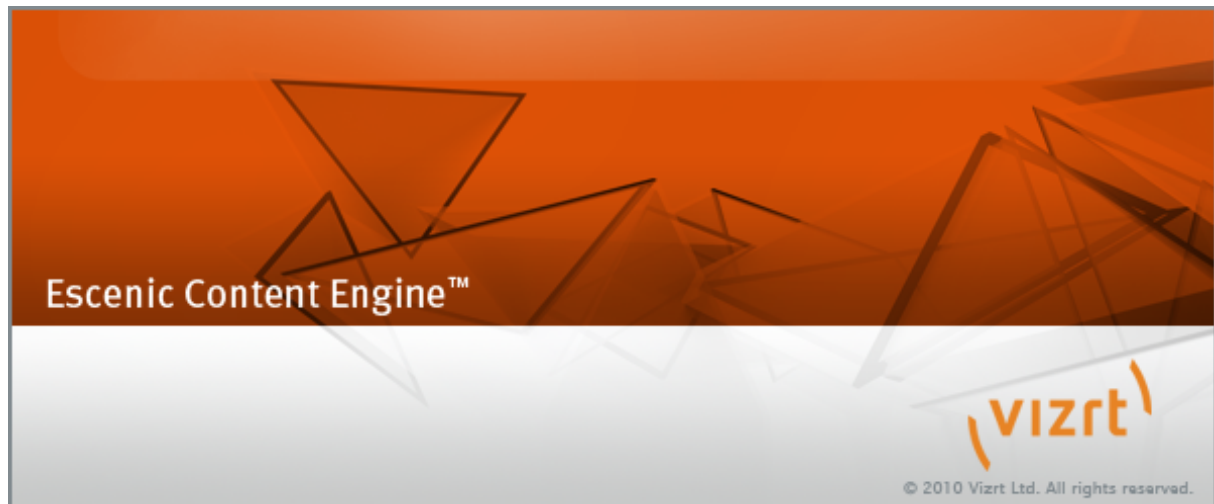 Escenic Content Engine™
vizrt
© 2010 Vizrt Ltd. All rights reserved.